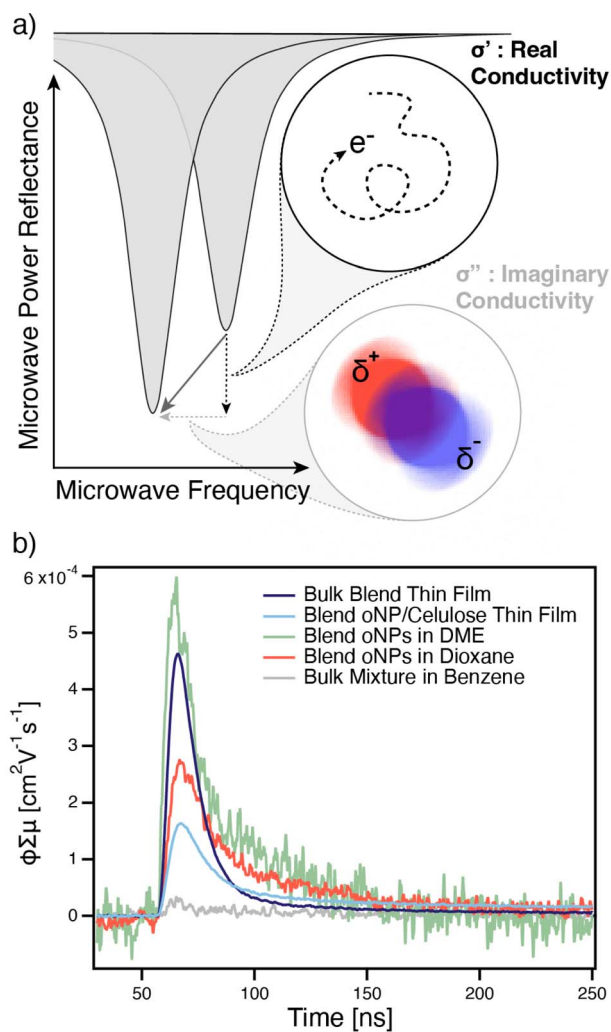 a)
σ' : Real
Conductivity
e-
σ'' : Imaginary
Conductivity
δ+
δ-
Microwave Power Reflectance
Microwave Frequency
b)
6 x10⁻⁴
5
4
3
2
1
0
ϕΣμ [cm²V⁻¹s⁻¹]
Bulk Blend Thin Film
Blend oNP/Celulose Thin Film
Blend oNPs in DME
Blend oNPs in Dioxane
Bulk Mixture in Benzene
50
100
150
200
250
Time [ns]